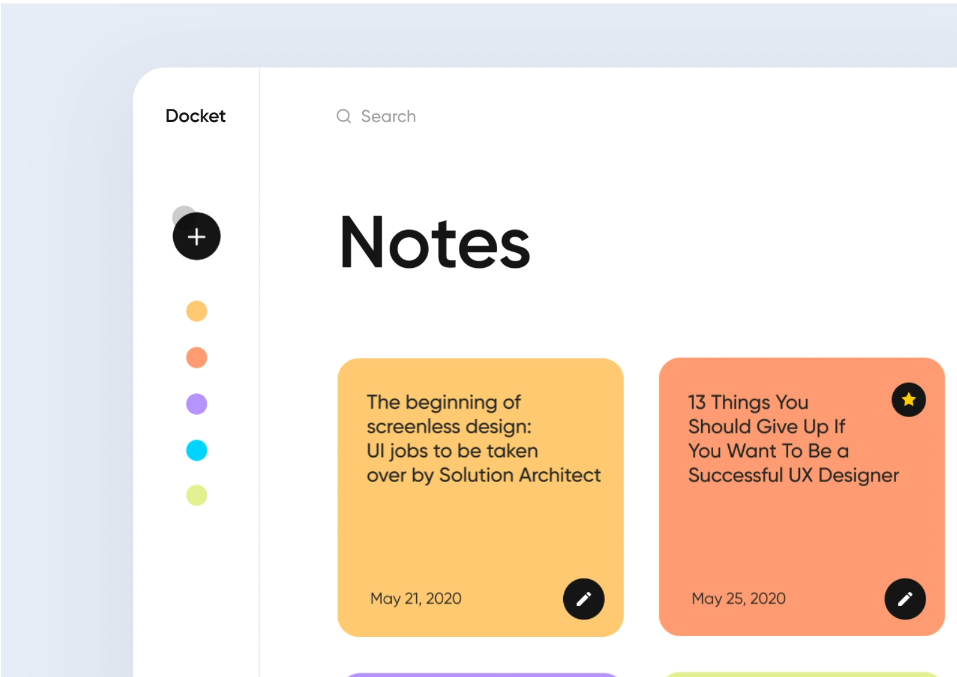 Docket
Search
Notes
The beginning of
screenless design:
UI jobs to be taken
over by Solution Architect
May 21, 2020
13 Things You
Should Give Up If
You Want To Be a
Successful UX Designer
May 25, 2020